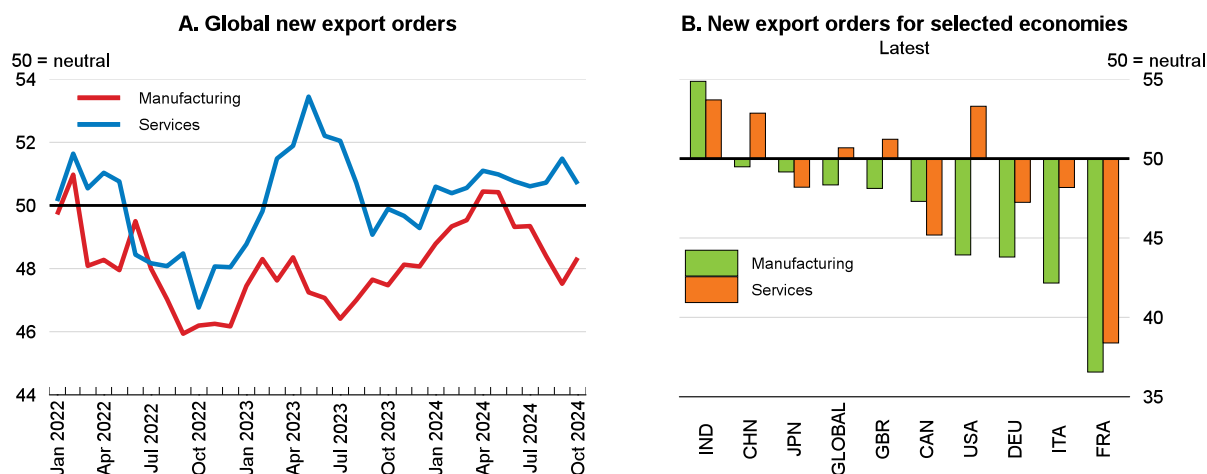 A. Global new export orders
50 = neutral
54
52
50
48
46
44
Manufacturing
Services
Jan 2022
Apr 2022
Jul 2022
Oct 2022
Jan 2023
Apr 2023
Jul 2023
Oct 2023
Jan 2024
Apr 2024
Jul 2024
Oct 2024
B. New export orders for selected economies
Latest
50 = neutral
55
50
45
40
35
Manufacturing
Services
IND
CHN
JPN
GLOBAL
GBR
CAN
USA
DEU
ITA
FRA